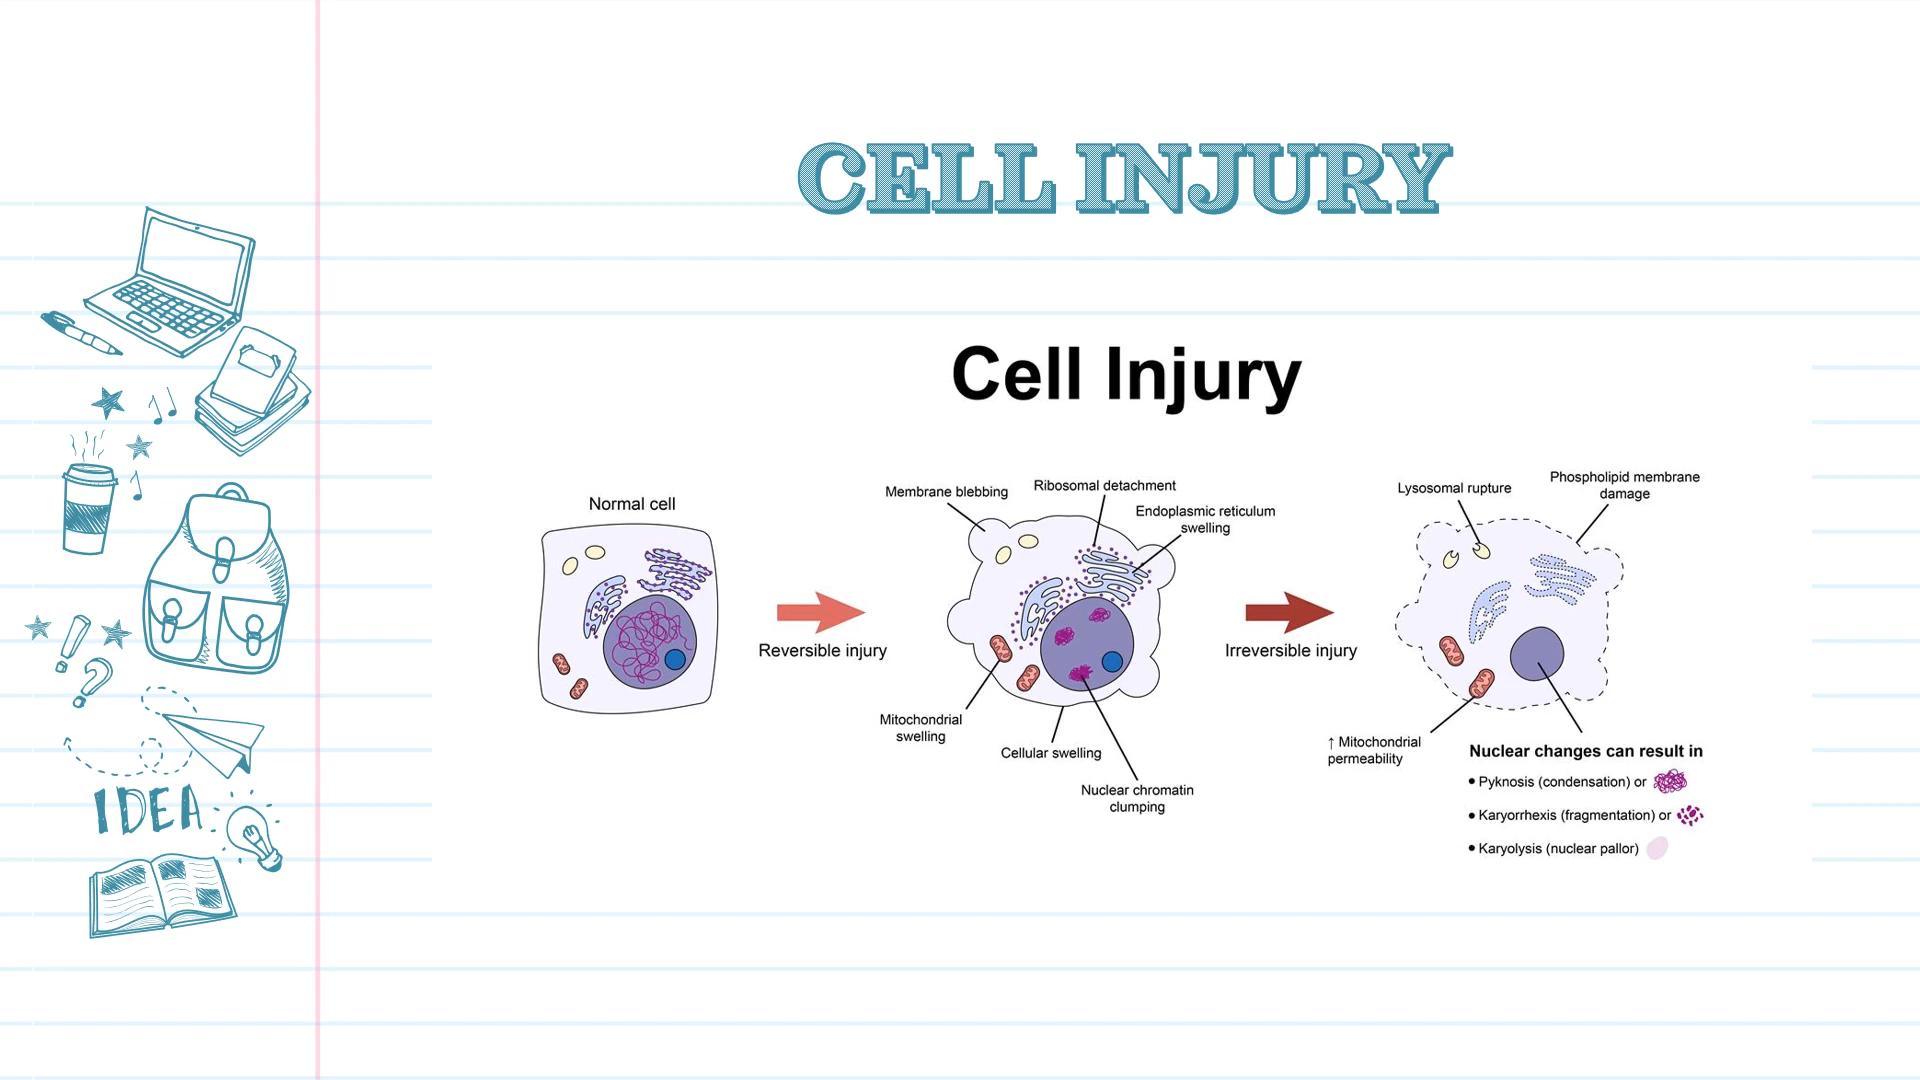 CELL INJURY
Cell Injury
Normal cell
Reversible injury
Membrane blebbing
Ribosomal detachment
Endoplasmic reticulum
swelling
Mitochondrial
swelling
Cellular swelling
Nuclear chromatin
clumping
Irreversible injury
Lysosomal rupture
Phospholipid membrane
damage
↑ Mitochondrial
permeability
Nuclear changes can result in
• Pyknosis (condensation) or
• Karyorrhexis (fragmentation) or
• Karyolysis (nuclear pallor)
!
?
IDEA